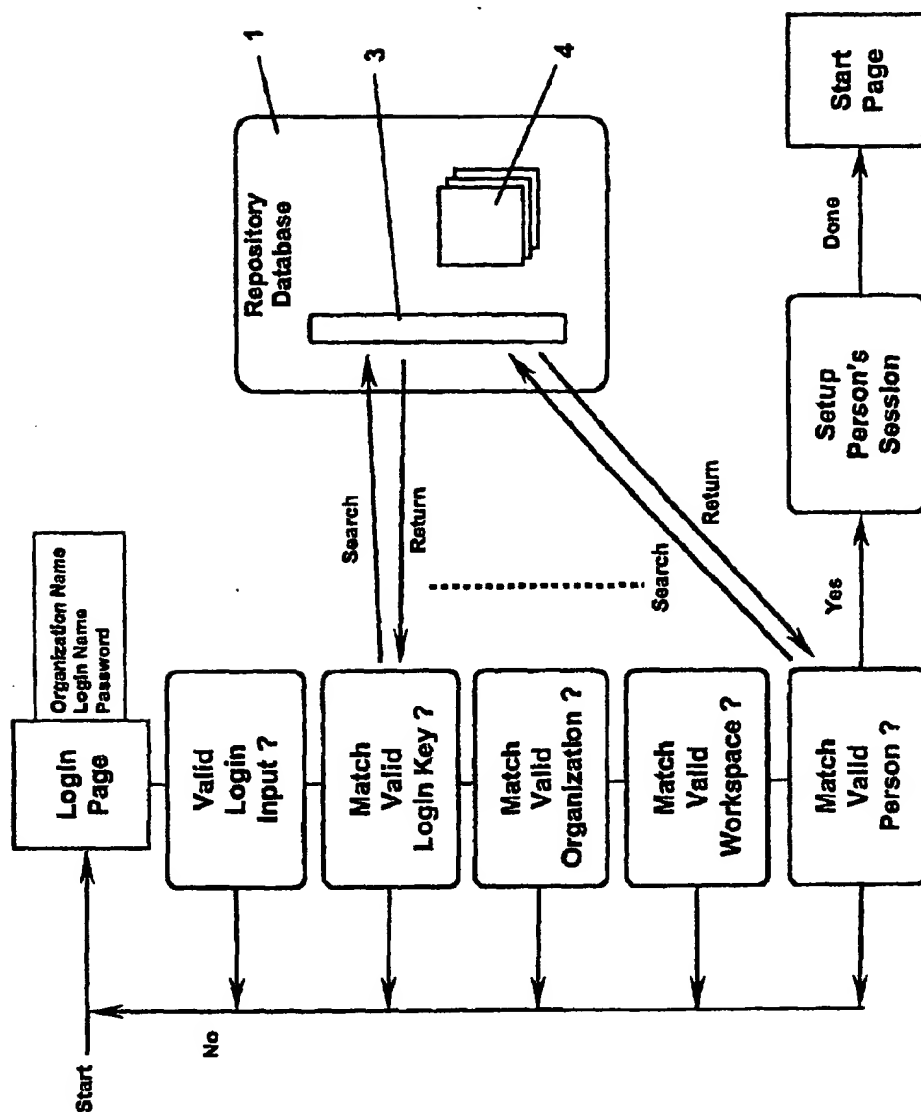 Start
No
Login
Page
Organization Name
Login Name
Password
Valid
Login
Input ?
Match
Valid
Login Key ?
Match
Valid
Organization ?
Match
Valid
Workspace ?
Match
Valid
Person ?
Search
Return
Search
Return
Repository
Database
1
3
4
Yes
Setup
Person's
Session
Done
Start
Page